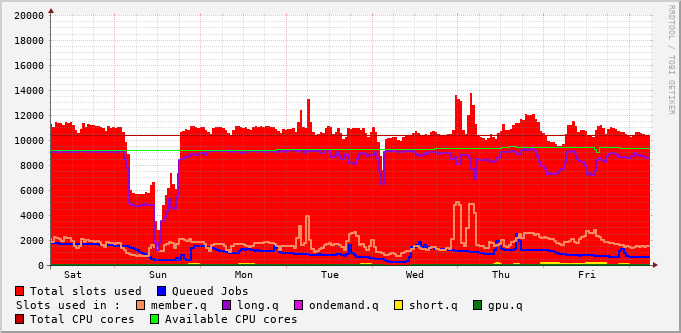 RRDTOOL / TOBI OETIKER
20000
18000
16000
14000
12000
10000
8000
6000
4000
2000
0
Sat Sun Mon Tue Wed Thu Fri
Total slots used Queued Jobs
Slots used in : member.q long.q ondemand.q short.q gpu.q
Total CPU cores Available CPU cores